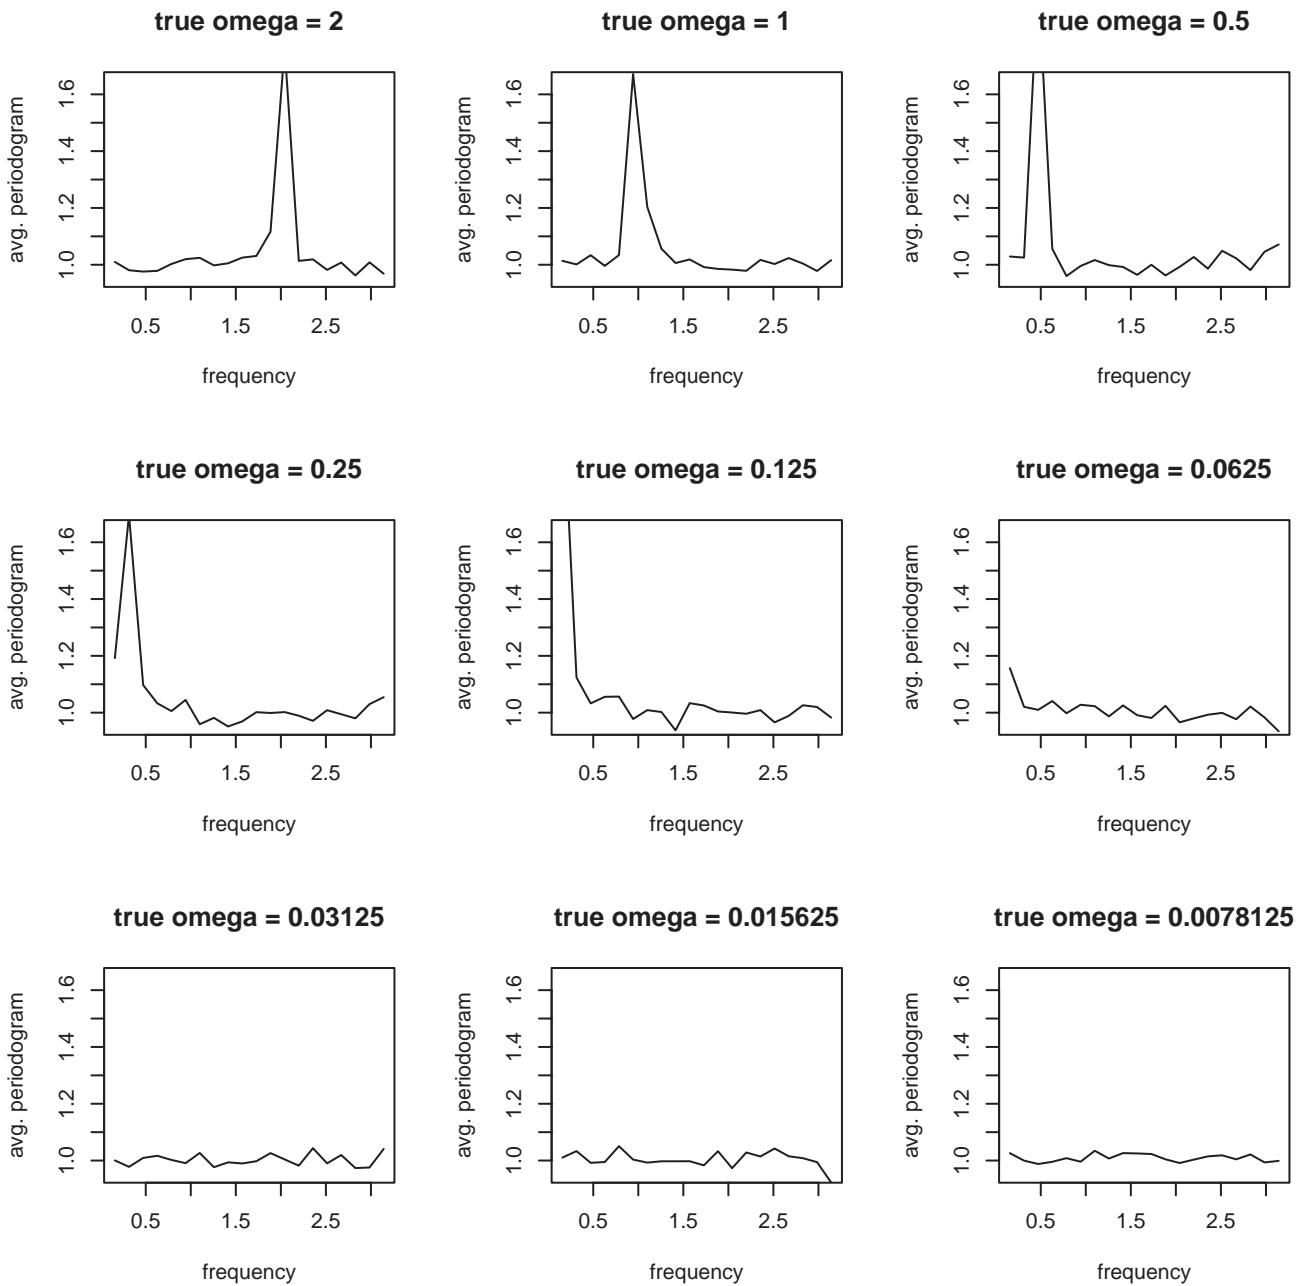 true omega = 2
avg. periodogram
1.0 1.2 1.4 1.6
0.5 1.5 2.5
frequency
true omega = 1
avg. periodogram
1.0 1.2 1.4 1.6
0.5 1.5 2.5
frequency
true omega = 0.5
avg. periodogram
1.0 1.2 1.4 1.6
0.5 1.5 2.5
frequency
true omega = 0.25
avg. periodogram
1.0 1.2 1.4 1.6
0.5 1.5 2.5
frequency
true omega = 0.125
avg. periodogram
1.0 1.2 1.4 1.6
0.5 1.5 2.5
frequency
true omega = 0.0625
avg. periodogram
1.0 1.2 1.4 1.6
0.5 1.5 2.5
frequency
true omega = 0.03125
avg. periodogram
1.0 1.2 1.4 1.6
0.5 1.5 2.5
frequency
true omega = 0.015625
avg. periodogram
1.0 1.2 1.4 1.6
0.5 1.5 2.5
frequency
true omega = 0.0078125
avg. periodogram
1.0 1.2 1.4 1.6
0.5 1.5 2.5
frequency